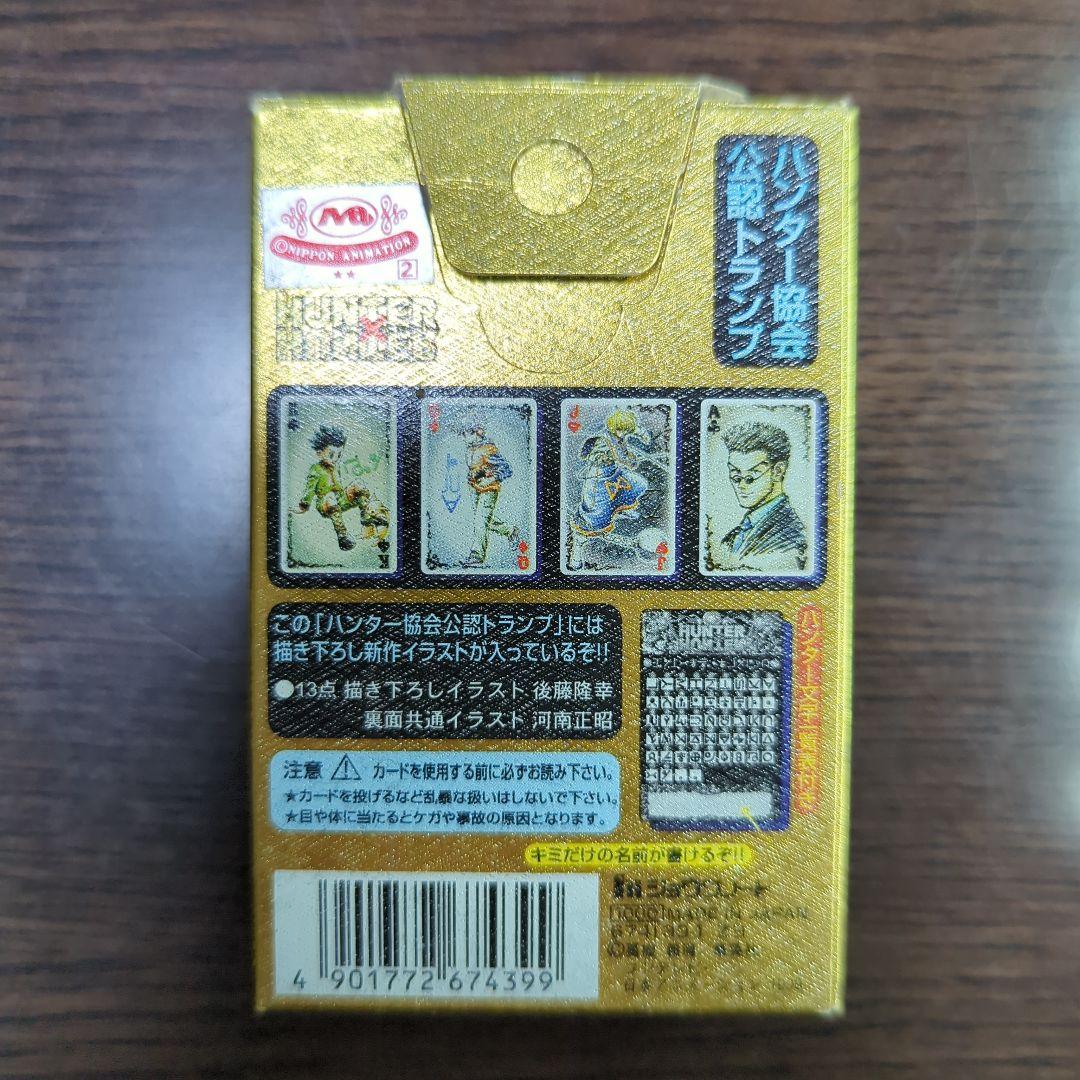 ハンター協会
公認トランプ
©NIPPON ANIMATION
2
HUNTER
×
HUNTER
K
K
Q
J
J
A
A
この「ハンター協会公認トランプ」には
描き下ろし新作イラストが入っているぞ!!
●13点 描き下ろしイラスト 後藤隆幸
裏面共通イラスト 河南正昭
HUNTER
注意 ⚠ カードを使用する前に必ずお読み下さい。
★カードを投げるなど乱暴な扱いはしないで下さい。
★目や体に当たるとケガや事故の原因となります。
キミだけの名前が書けるぞ!!
ショウワノート
MADE IN JAPAN
4 901772 674399